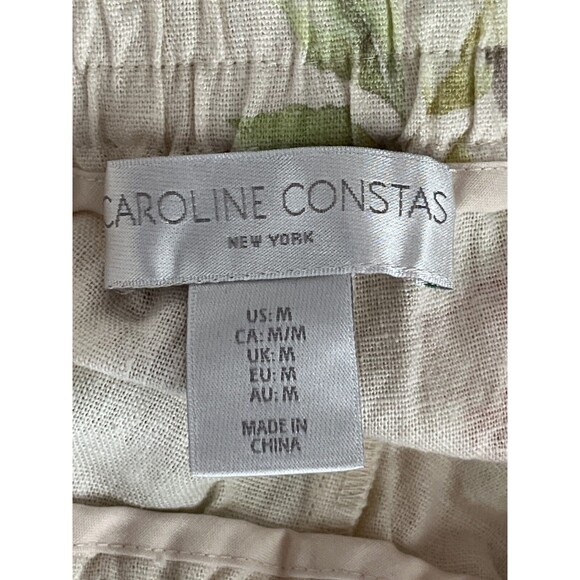 CAROLINE CONSTAS
NEW YORK
US: M
CA: M/M
UK: M
EU: M
AU: M
MADE IN
CHINA